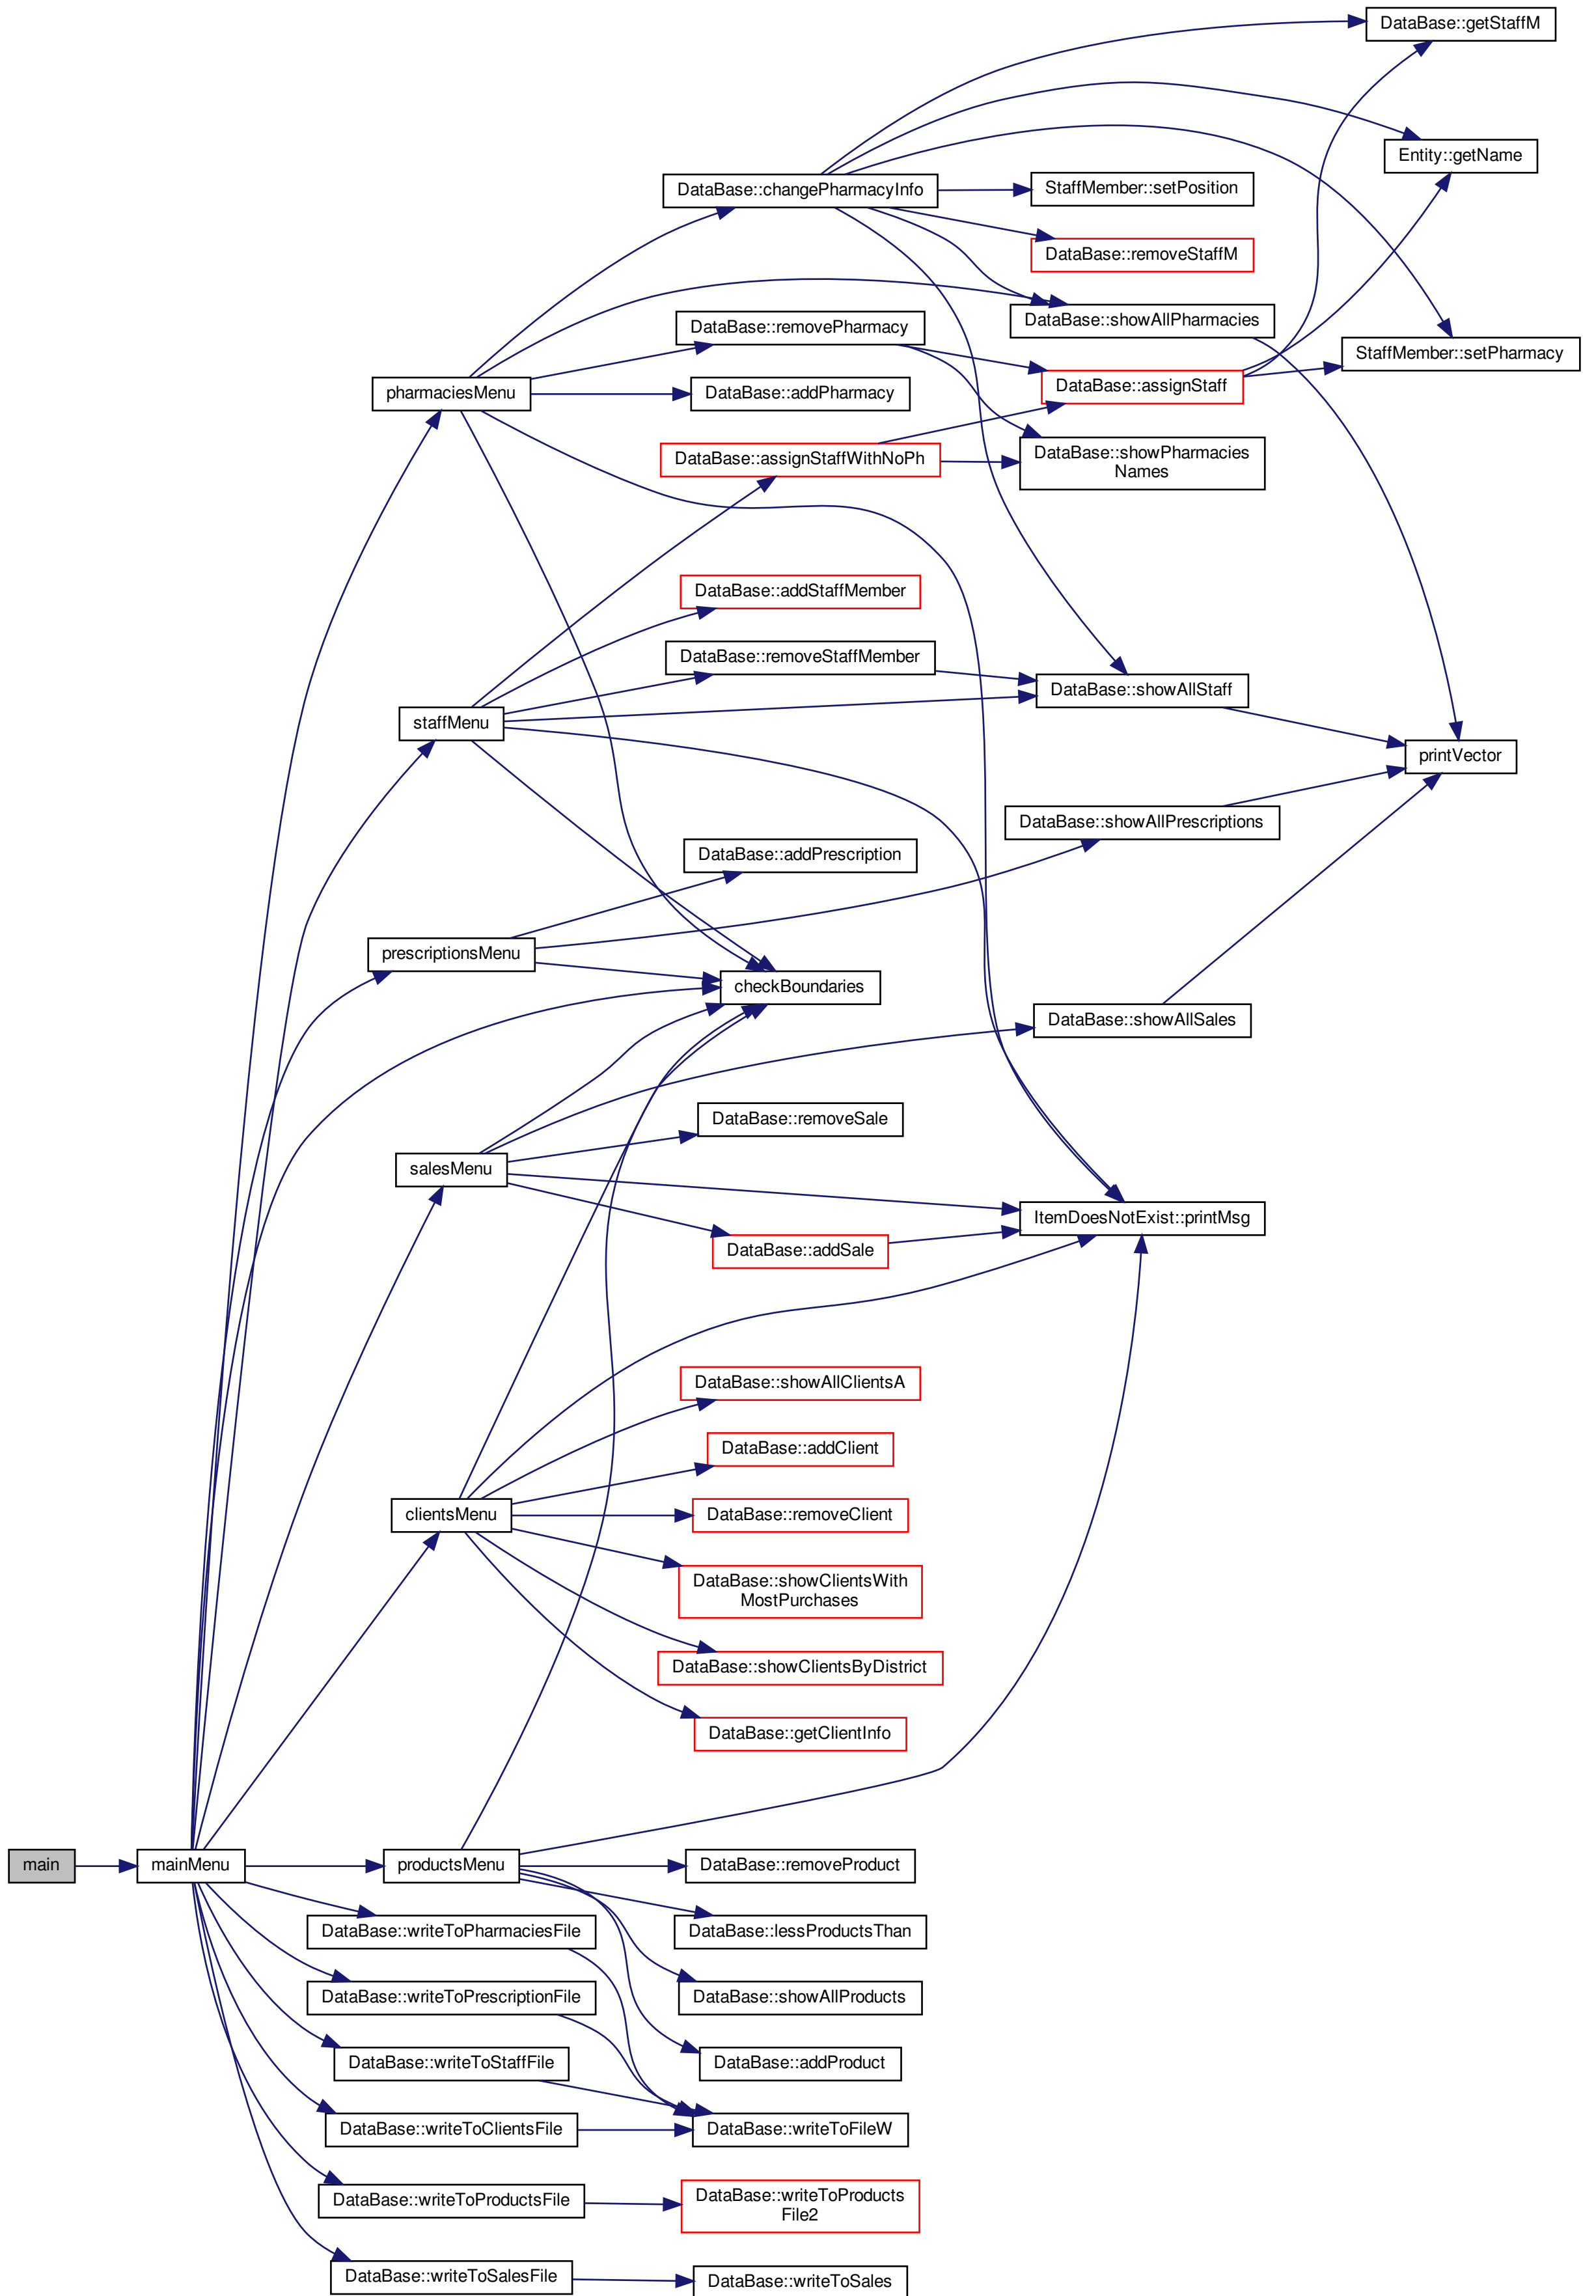 DataBase::getStaffM
Entity::getName
DataBase::changePharmacyInfo
StaffMember::setPosition
DataBase::removeStaffM
DataBase::showAllPharmacies
DataBase::removePharmacy
StaffMember::setPharmacy
pharmaciesMenu
DataBase::addPharmacy
DataBase::assignStaff
DataBase::assignStaffWithNoPh
DataBase::showPharmacies
Names
DataBase::addStaffMember
DataBase::removeStaffMember
DataBase::showAllStaff
staffMenu
printVector
DataBase::showAllPrescriptions
DataBase::addPrescription
prescriptionsMenu
checkBoundaries
DataBase::showAllSales
DataBase::removeSale
salesMenu
ItemDoesNotExist::printMsg
DataBase::addSale
DataBase::showAllClientsA
DataBase::addClient
clientsMenu
DataBase::removeClient
DataBase::showClientsWith
MostPurchases
DataBase::showClientsByDistrict
DataBase::getClientInfo
main
mainMenu
productsMenu
DataBase::removeProduct
DataBase::writeToPharmaciesFile
DataBase::lessProductsThan
DataBase::writeToPrescriptionFile
DataBase::showAllProducts
DataBase::writeToStaffFile
DataBase::addProduct
DataBase::writeToClientsFile
DataBase::writeToFileW
DataBase::writeToProductsFile
DataBase::writeToProducts
File2
DataBase::writeToSalesFile
DataBase::writeToSales